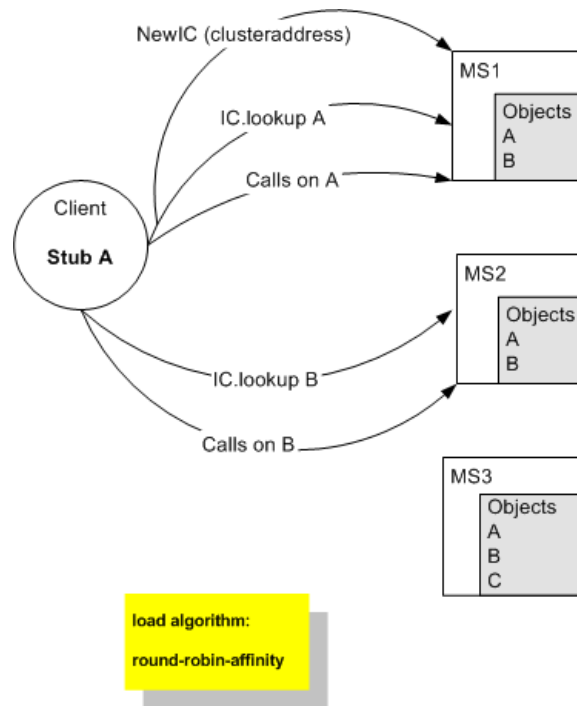 NewIC (clusteraddress)
MS1
Objects
A
B
IC.lookup A
Calls on A
Client
Stub A
MS2
Objects
A
B
IC.lookup B
Calls on B
MS3
Objects
A
B
C
load algorithm:
round-robin-affinity